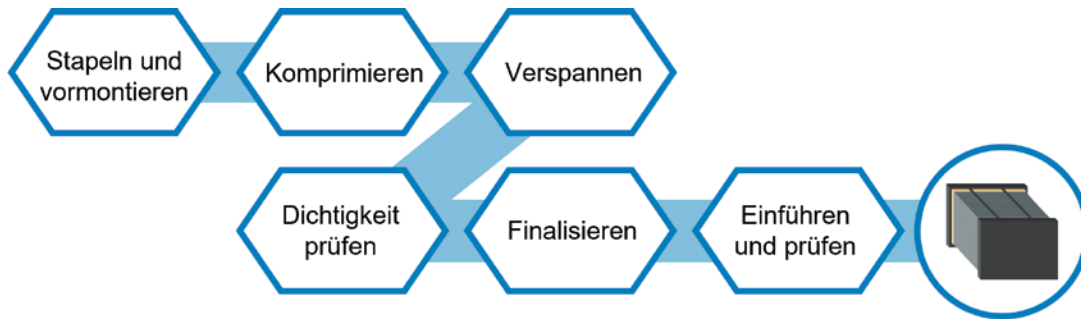 Stapeln und
vormontieren
Komprimieren
Verspannen
Dichtigkeit
prüfen
Finalisieren
Einführen
und prüfen